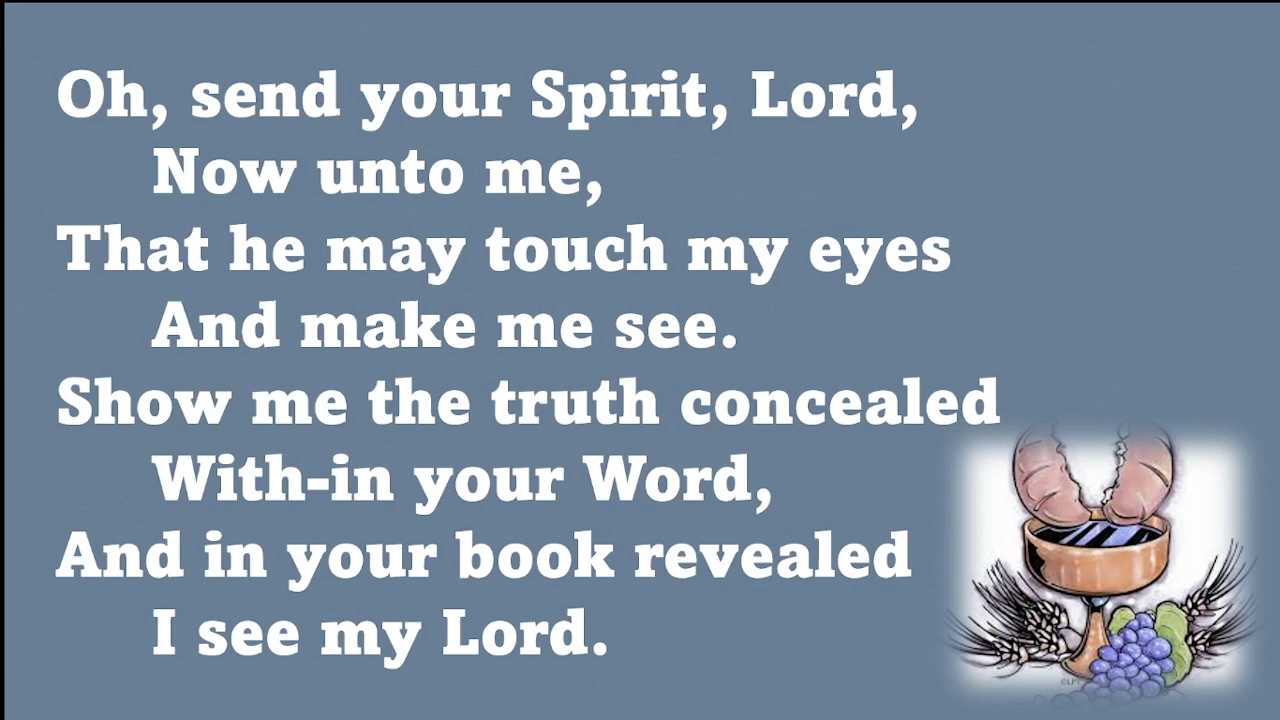 Oh, send your Spirit, Lord,
Now unto me,
That he may touch my eyes
And make me see.
Show me the truth concealed
With-in your Word,
And in your book revealed
I see my Lord.